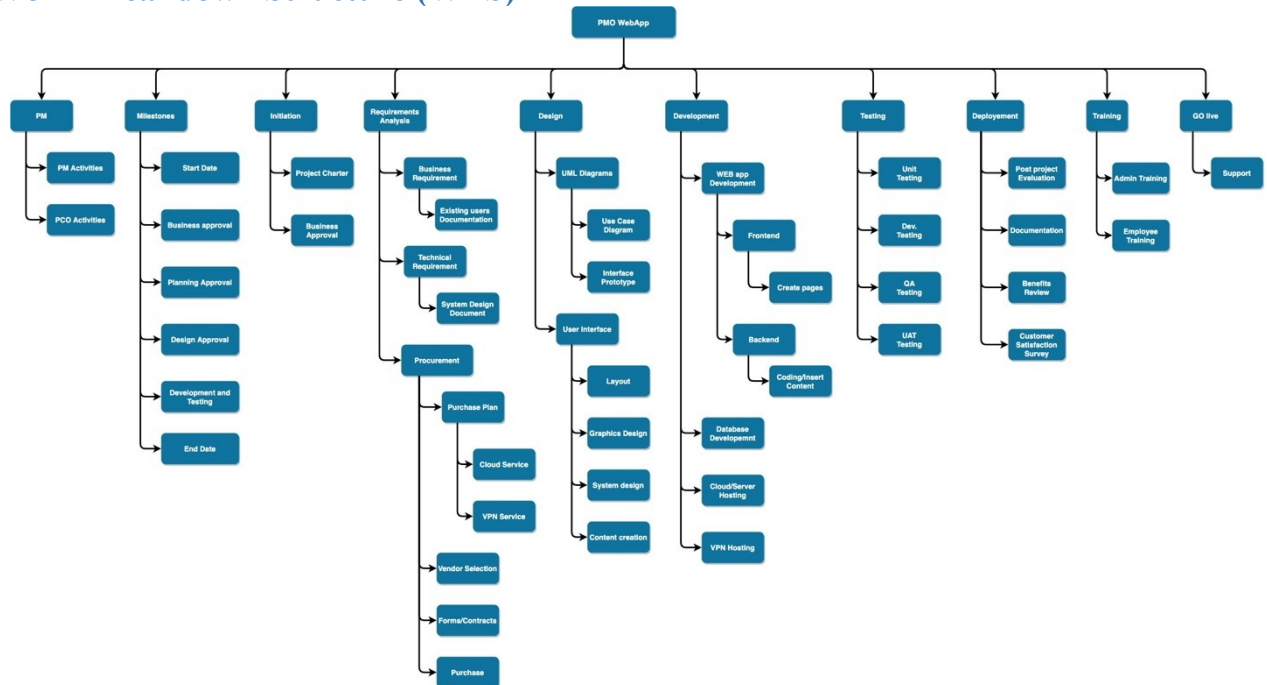 PMO WebApp
PM
Milestones
Initiation
Requirements
Analysis
Design
Development
Testing
Deployement
Training
GO live
PM Activities
PCO Activities
Start Date
Business approval
Planning Approval
Design Approval
Development and
Testing
End Date
Project Charter
Business
Approval
Business
Requirement
Existing users
Documentation
Technical
Requirement
System Design
Document
Procurement
Purchase Plan
Cloud Service
VPN Service
Vendor Selection
Forms/Contracts
Purchase
UML Diagrams
Use Case
Diagram
Interface
Prototype
User Interface
Layout
Graphics Design
System design
Content creation
WEB app
Development
Frontend
Create pages
Backend
Coding/Insert
Content
Database
Developemnt
Cloud/Server
Hosting
VPN Hosting
Unit
Testing
Dev.
Testing
QA
Testing
UAT
Testing
Post project
Evaluation
Documentation
Benefits
Review
Customer
Satisfaction
Survey
Admin Training
Employee
Training
Support